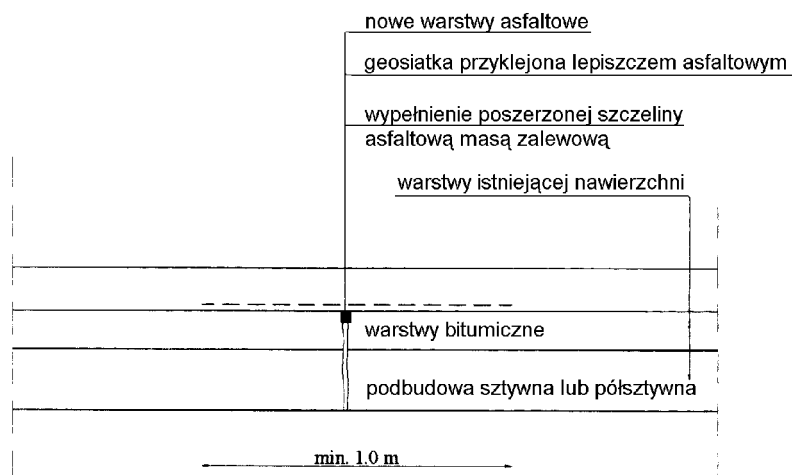 nowe warstwy asfaltowe
geosiatka przyklejona lepiszczem asfaltowym
wypełnienie poszerzonej szczeliny
asfaltową masą zalewową
warstwy istniejącej nawierzchni
warstwy bitumiczne
podbudowa sztywna lub półsztywna
min. 1.0 m